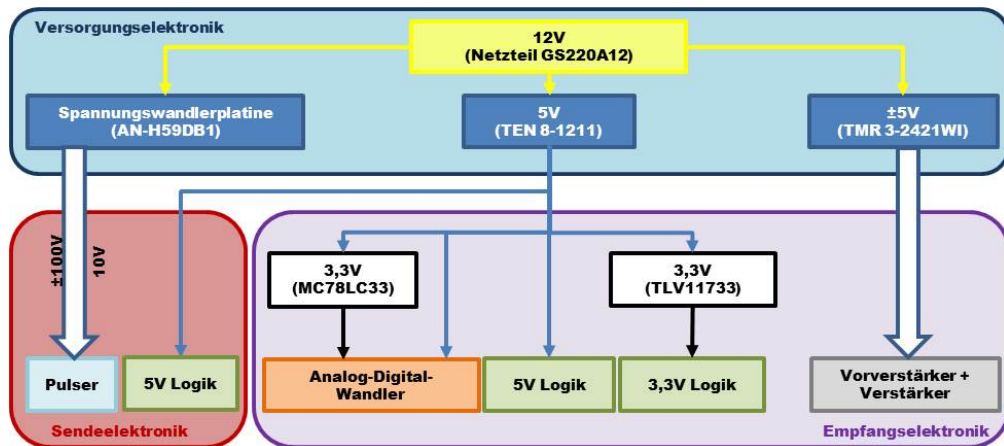 Versorgungselektronik
12V
(Netzteil GS220A12)
Spannungswandlerplatine
(AN-H59DB1)
5V
(TEN 8-1211)
±5V
(TMR 3-2421WI)
±100V
10V
3,3V
(MC78LC33)
3,3V
(TLV11733)
Pulser
5V Logik
Analog-Digital-
Wandler
5V Logik
3,3V Logik
Vorverstärker +
Verstärker
Sendeelektronik
Empfangselektronik